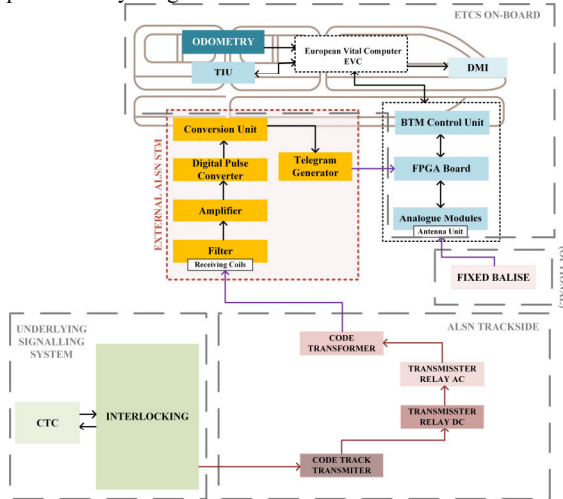 ETCS ON-BOARD
ODOMETRY
European Vital Computer
EVC
TIU
DMI
EXTERNAL ALSN STM
Conversion Unit
BTM Control Unit
Digital Pulse
Converter
Telegram
Generator
FPGA Board
Amplifier
Analogue Modules
Antenna Unit
Filter
Receiving Coils
FIXED BALISE
UNDERLYING
SIGNALLING
SYSTEM
ALSN TRACKSIDE
CODE
TRANSFORMER
TRANSMISSTER
RELAY AC
CTC
INTERLOCKING
TRANSMISSTER
RELAY DC
CODE TRACK
TRANSMITER